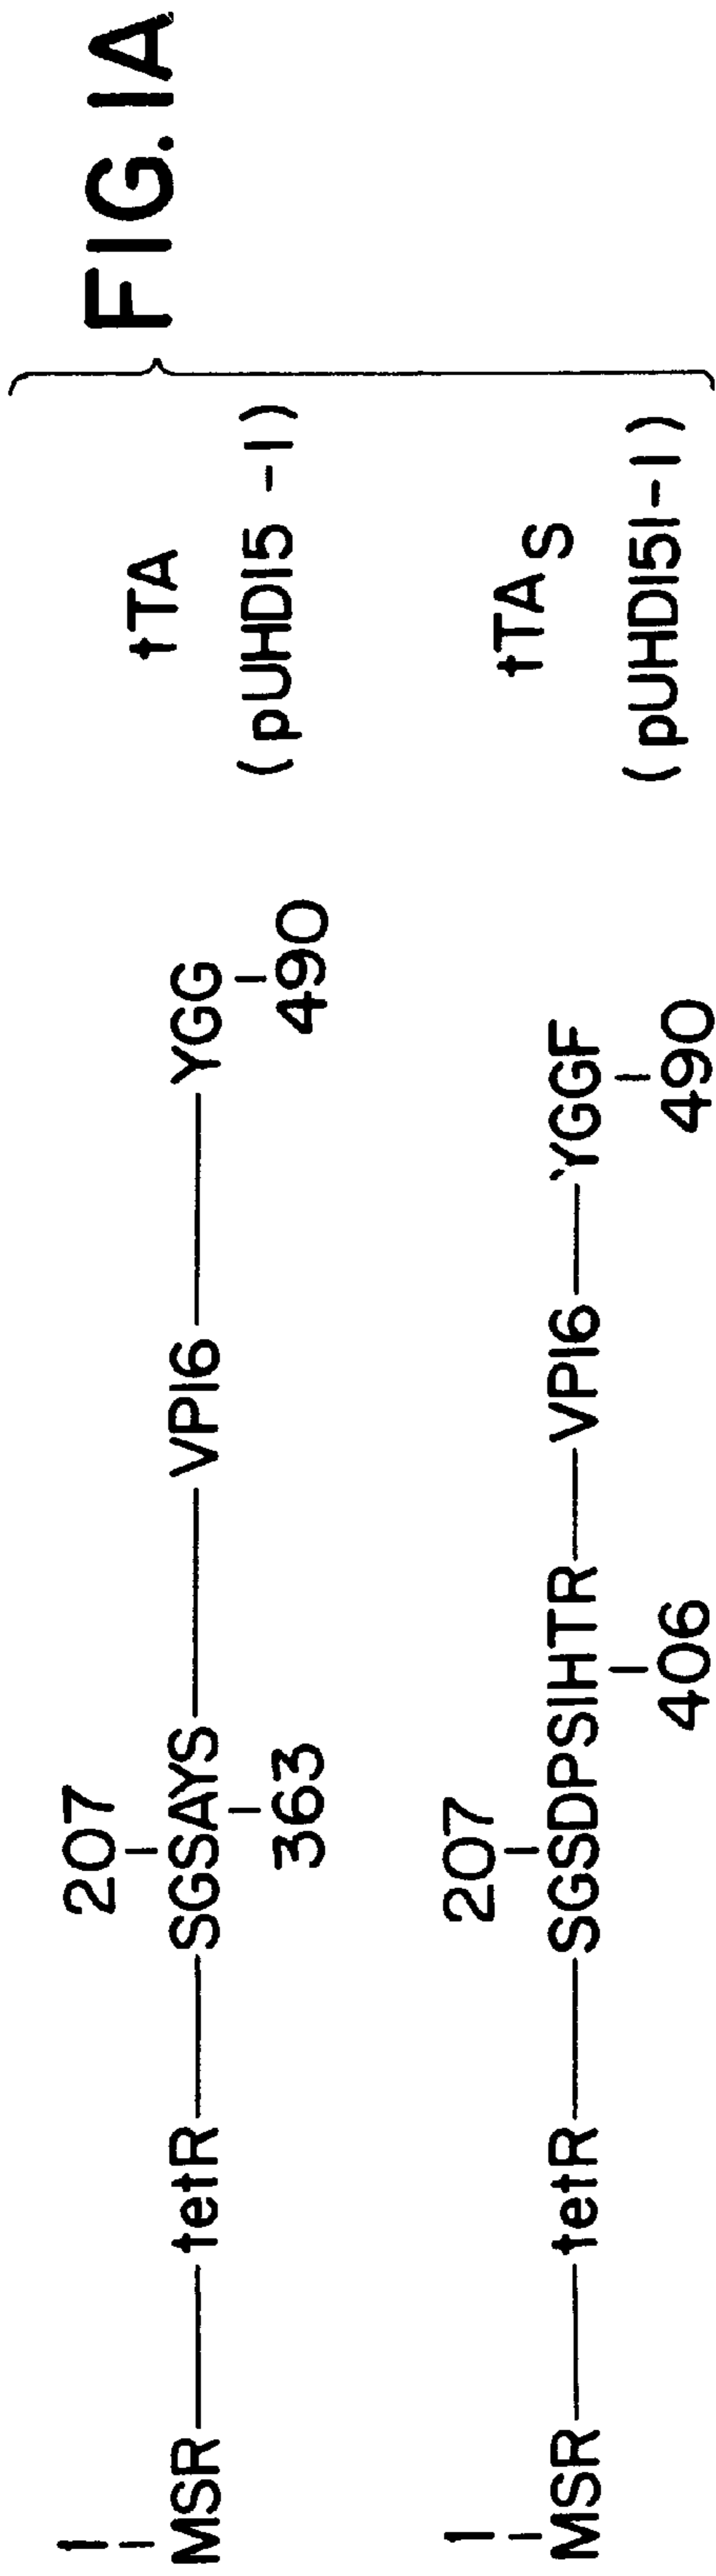 FIG. 1A
1 207
MSR — tetR — SGSAYS — VP16 — YGG tTA
363 490 (pUHD15-1)
1 207
MSR — tetR — SGSDPSIHTR — VP16 — YGGF tTAS
406 490 (pUHD151-1)